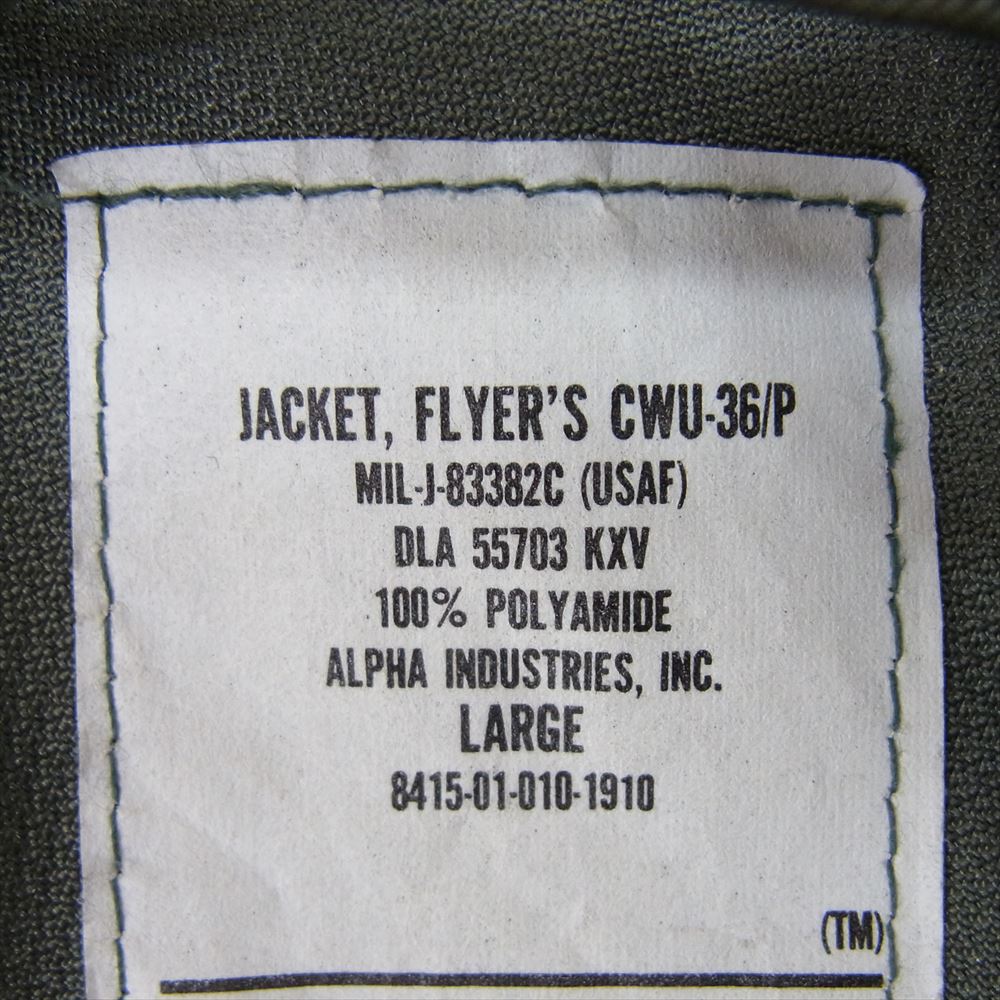 JACKET, FLYER'S CWU-36/P
MIL-J-83382C (USAF)
DLA 55703 KXV
100% POLYAMIDE
ALPHA INDUSTRIES, INC.
LARGE
8415-01-010-1910
(TM)